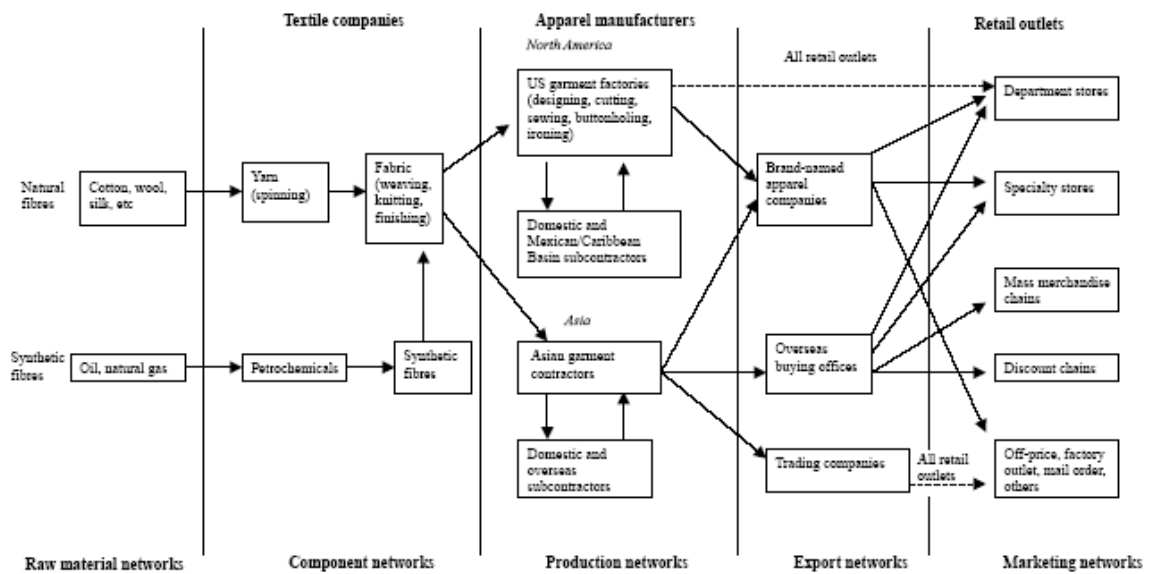 Textile companies
Apparel manufacturers
Retail outlets
North America
All retail outlets
US garment factories
(designing, cutting,
sewing, buttonholing,
ironing)
Department stores
Natural
fibres
Cotton, wool,
silk, etc
Yarn
(spinning)
Fabric
(weaving,
knitting,
finishing)
Brand-named
apparel
companies
Specialty stores
Domestic and
Mexican/Caribbean
Basin subcontractors
Mass merchandise
chains
Asia
Synthetic
fibres
Oil, natural gas
Petrochemicals
Synthetic
fibres
Asian garment
contractors
Overseas
buying offices
Discount chains
Domestic and
overseas
subcontractors
Trading companies
All retail
outlets
Off-price, factory
outlet, mail order,
others
Raw material networks
Component networks
Production networks
Export networks
Marketing networks